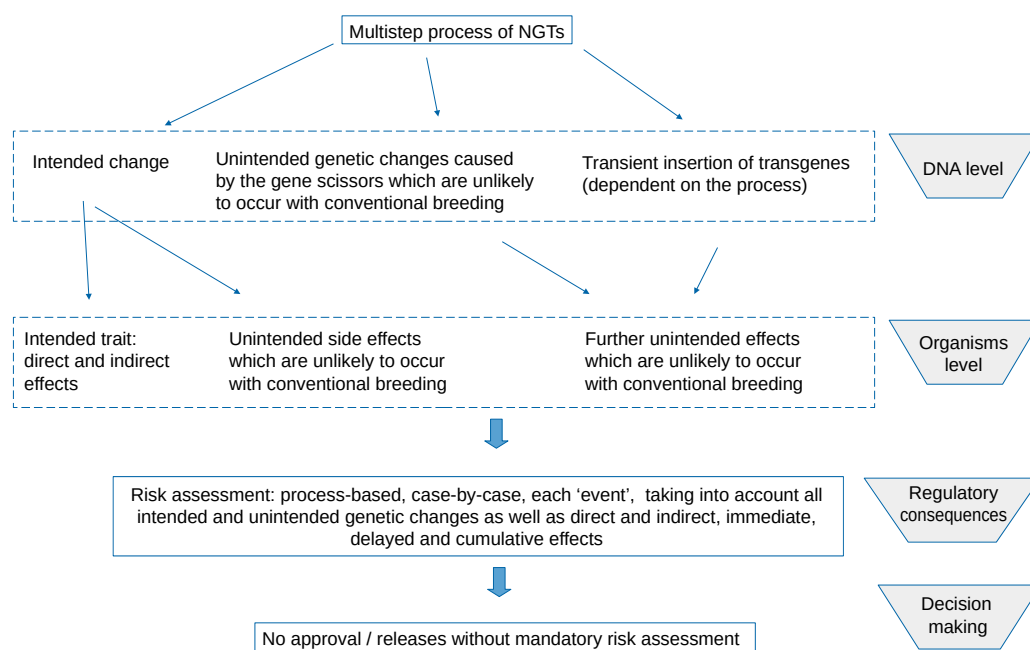 Multistep process of NGTs
Intended change
Unintended genetic changes caused
by the gene scissors which are unlikely
to occur with conventional breeding
Transient insertion of transgenes
(dependent on the process)
DNA level
Intended trait:
direct and indirect
effects
Unintended side effects
which are unlikely to occur
with conventional breeding
Further unintended effects
which are unlikely to occur
with conventional breeding
Organisms
level
Risk assessment: process-based, case-by-case, each ‘event’, taking into account all
intended and unintended genetic changes as well as direct and indirect, immediate,
delayed and cumulative effects
Regulatory
consequences
No approval / releases without mandatory risk assessment
Decision
making